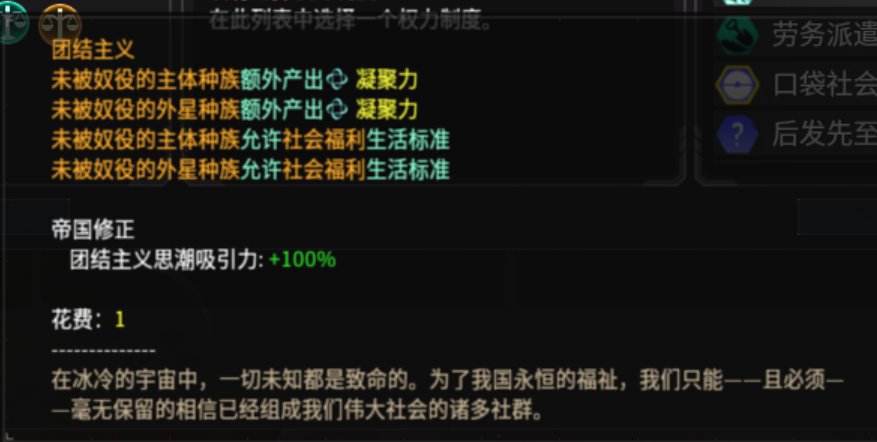 在此列表中选择一个权力制度。
团结主义
未被奴役的主体种族额外产出 凝聚力
未被奴役的外星种族额外产出 凝聚力
未被奴役的主体种族允许社会福利生活标准
未被奴役的外星种族允许社会福利生活标准
帝国修正
团结主义思潮吸引力: +100%
花费：1
--------------
在冰冷的宇宙中，一切未知都是致命的。为了我国永恒的福祉，我们只能——且必须—
—毫无保留的相信已经组成我们伟大社会的诸多社群。
劳务派遣
口袋社会
后发先至